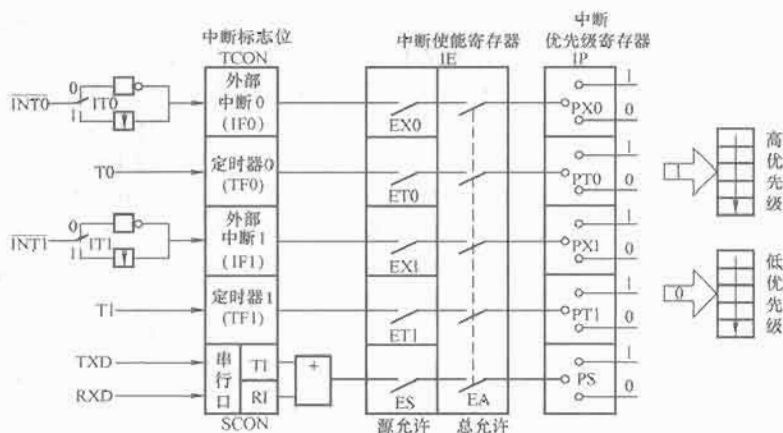 中断标志位
TCON
中断使能寄存器
IE
中断
优先级寄存器
IP
INT0
0
1
IT0
外部
中断0
(IF0)
EX0
PX0
1
0
T0
定时器0
(TF0)
ET0
PT0
1
0
INT1
0
1
IT1
外部
中断1
(IF1)
EX1
PX1
1
0
T1
定时器1
(TF1)
ET1
PT1
1
0
TXD
RXD
串行口
TI
RI
+
SCON
ES
EA
PS
1
0
源允许
总允许
1
高优先级
0
低优先级